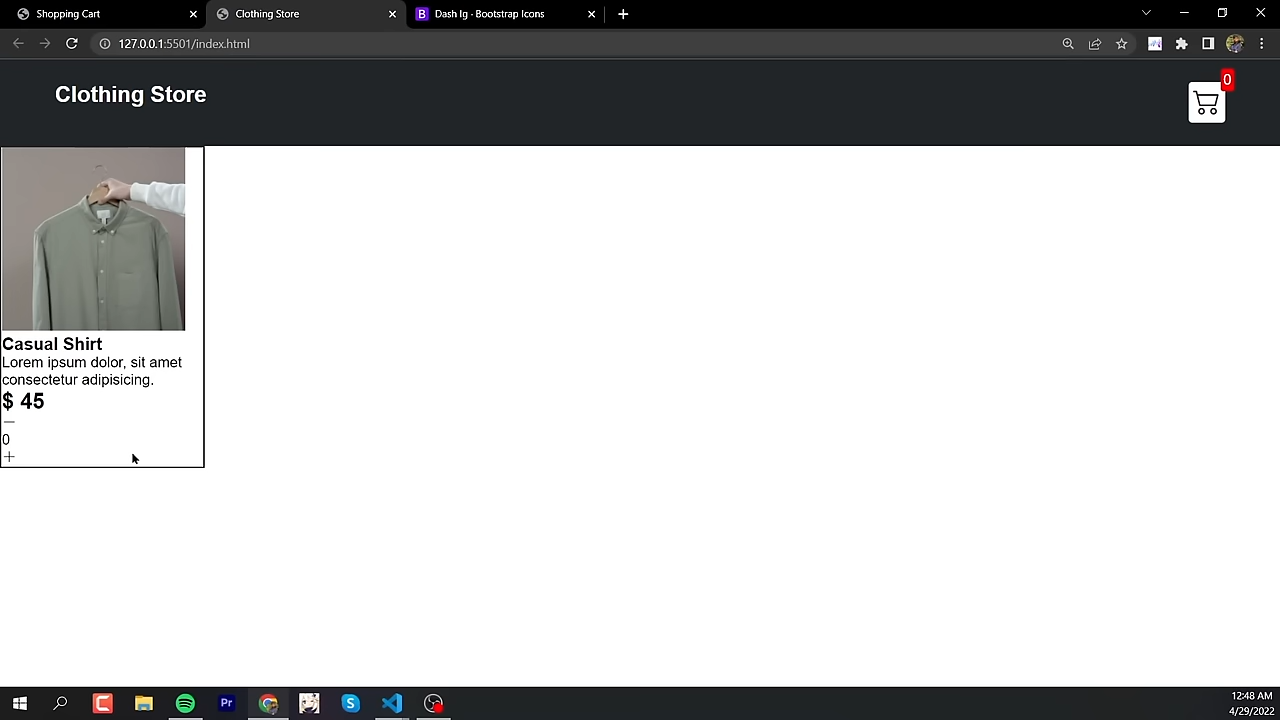 Shopping Cart
Clothing Store
Dash lg · Bootstrap Icons
127.0.0.1:5501/index.html
Clothing Store
0
Casual Shirt
Lorem ipsum dolor, sit amet
consectetur adipisicing.
$ 45
0
12:48 AM
4/29/2022